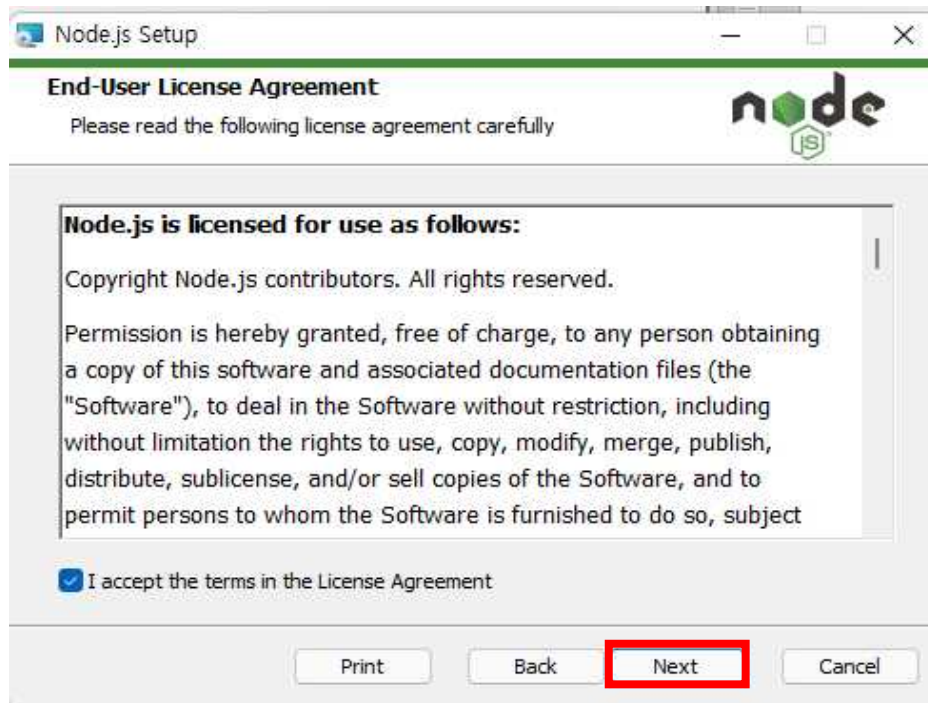 Node.js Setup
End-User License Agreement
Please read the following license agreement carefully
node
JS
Node.js is licensed for use as follows:
Copyright Node.js contributors. All rights reserved.
Permission is hereby granted, free of charge, to any person obtaining
a copy of this software and associated documentation files (the
"Software"), to deal in the Software without restriction, including
without limitation the rights to use, copy, modify, merge, publish,
distribute, sublicense, and/or sell copies of the Software, and to
permit persons to whom the Software is furnished to do so, subject
I accept the terms in the License Agreement
Print Back Next Cancel